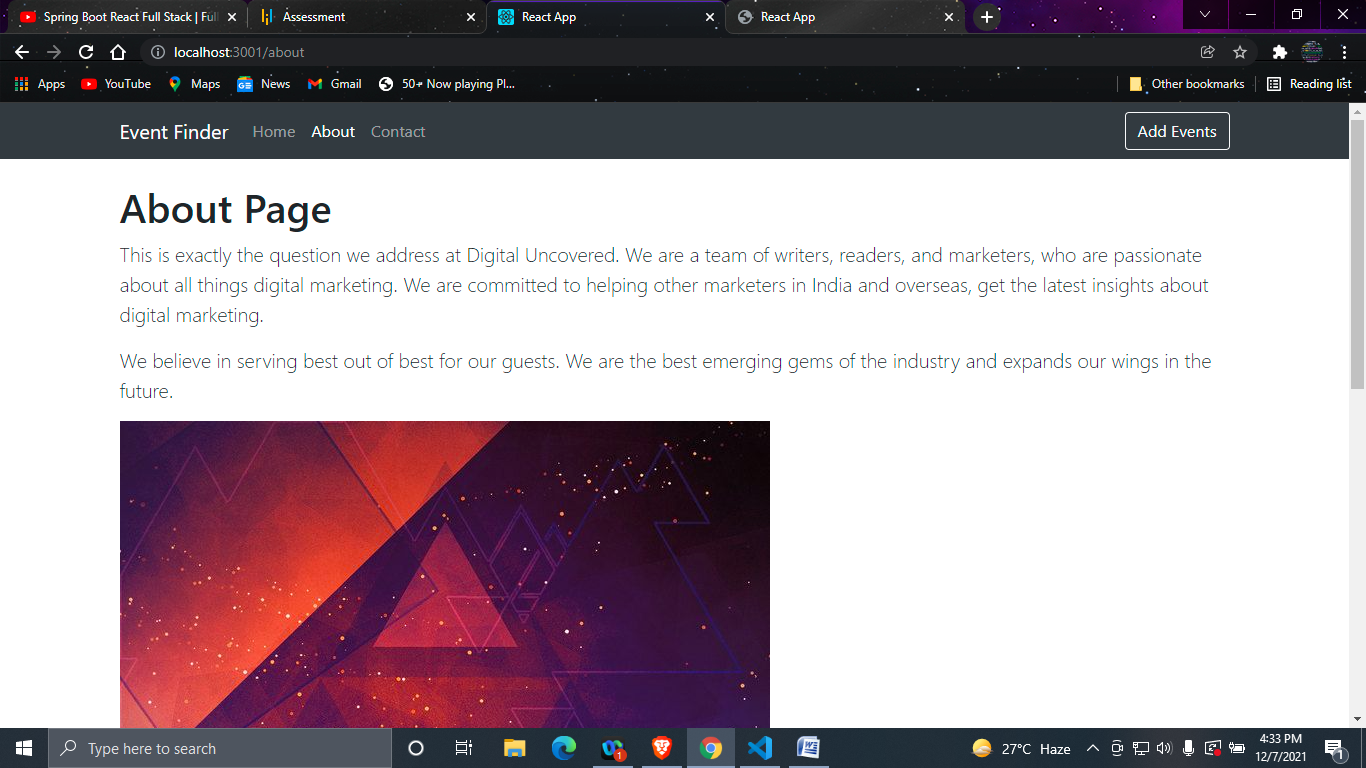 Spring Boot React Full Stack | Full
Assessment
React App
React App
localhost:3001/about
Apps
YouTube
Maps
News
Gmail
50+ Now playing Pl...
Other bookmarks
Reading list
Event Finder
Home
About
Contact
Add Events
About Page
This is exactly the question we address at Digital Uncovered. We are a team of writers, readers, and marketers, who are passionate
about all things digital marketing. We are committed to helping other marketers in India and overseas, get the latest insights about
digital marketing.
We believe in serving best out of best for our guests. We are the best emerging gems of the industry and expands our wings in the
future.
Type here to search
1
27°C Haze
4:33 PM
12/7/2021
1